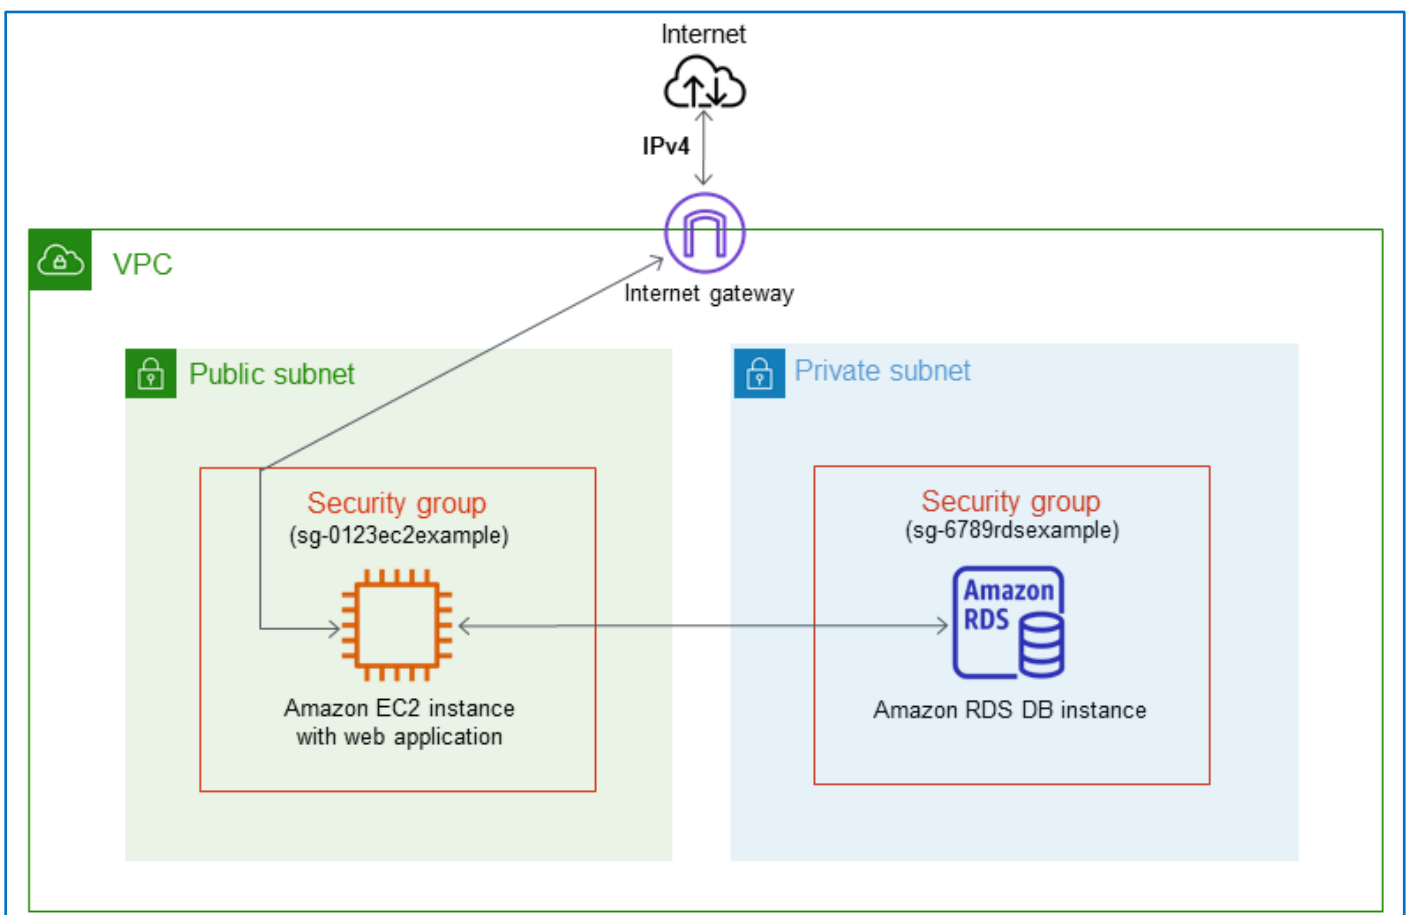 Internet
IPv4
VPC
Internet gateway
Public subnet
Private subnet
Security group
(sg-0123ec2example)
Security group
(sg-6789rdsexample)
Amazon
RDS
Amazon EC2 instance
with web application
Amazon RDS DB instance